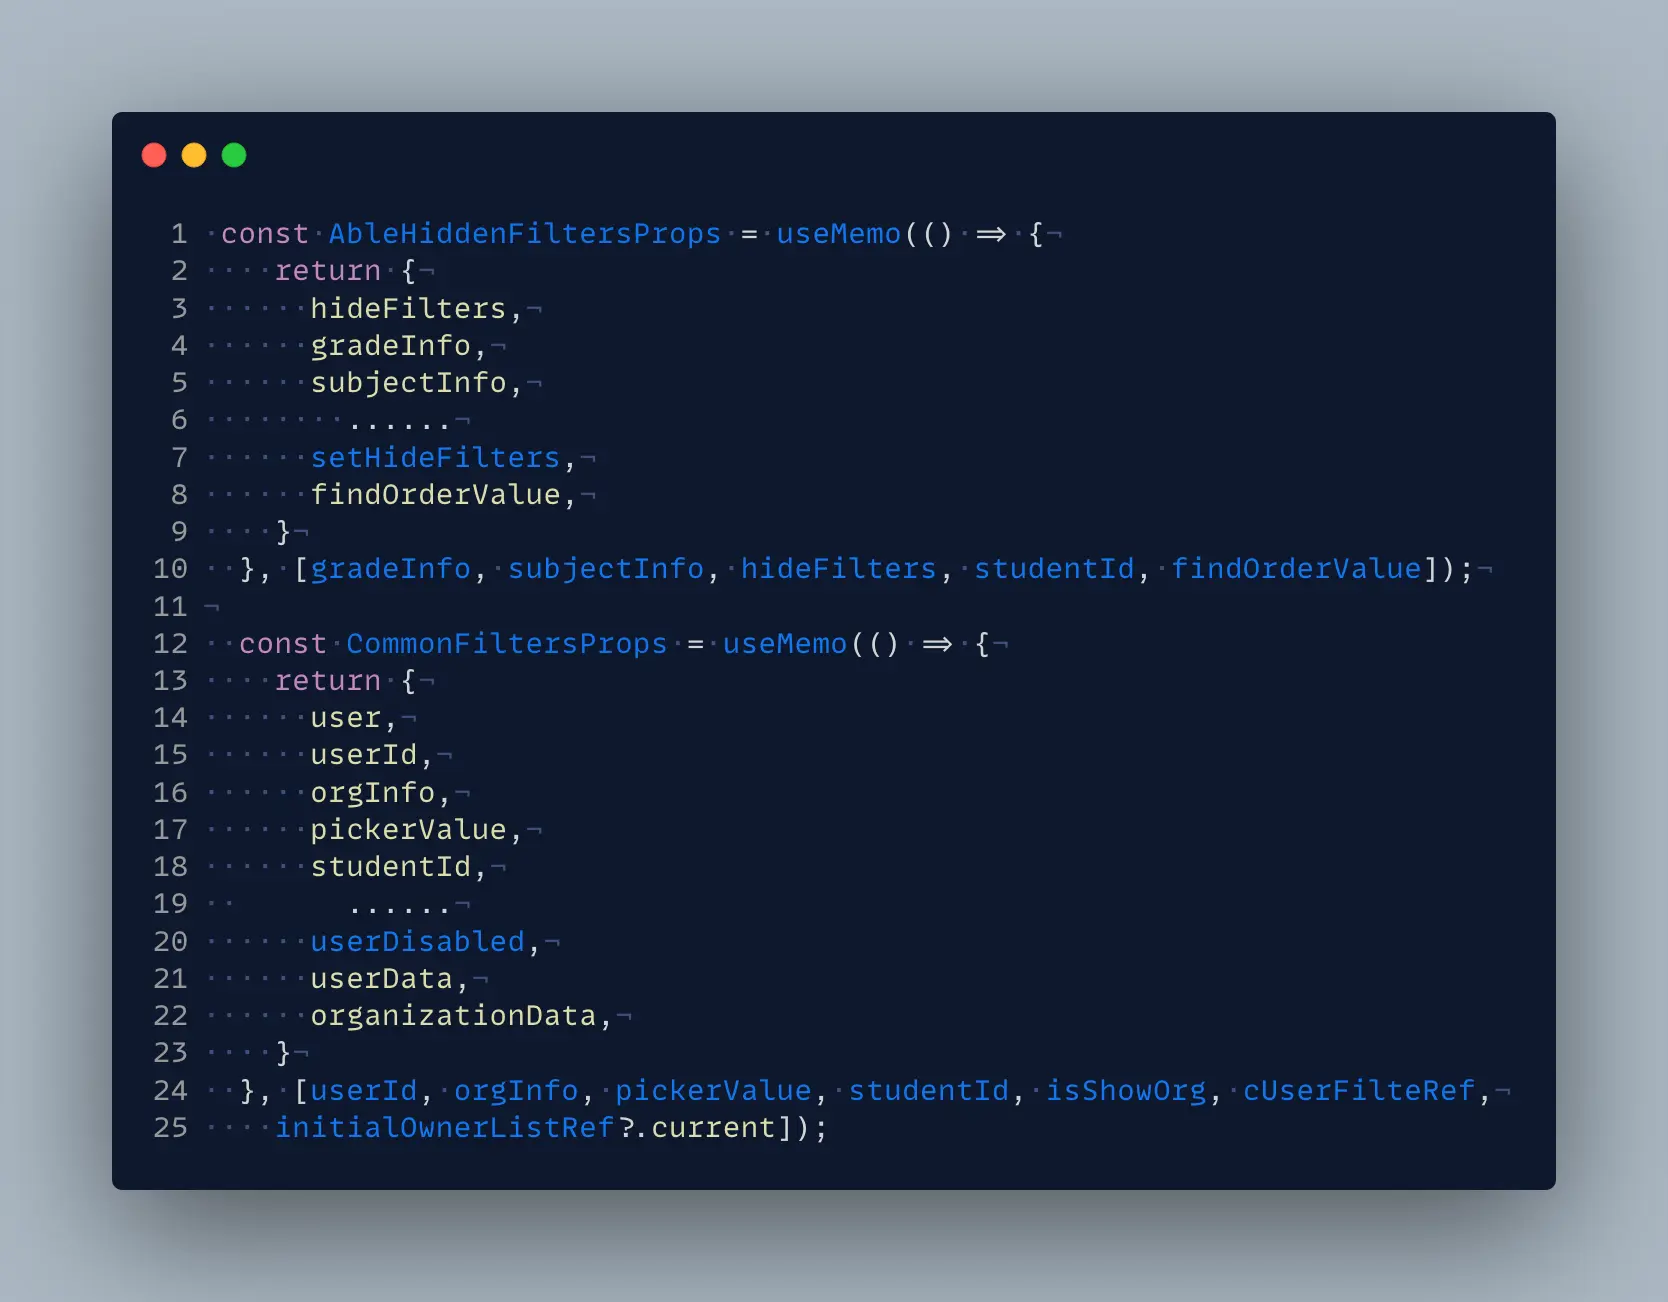 1 const AbleHiddenFiltersProps = useMemo(() => {
2 return {
3 hideFilters,
4 gradeInfo,
5 subjectInfo,
6 ......
7 setHideFilters,
8 findOrderValue,
9 }
10 }, [gradeInfo, subjectInfo, hideFilters, studentId, findOrderValue]);
11
12 const CommonFiltersProps = useMemo(() => {
13 return {
14 user,
15 userId,
16 orgInfo,
17 pickerValue,
18 studentId,
19 ......
20 userDisabled,
21 userData,
22 organizationData,
23 }
24 }, [userId, orgInfo, pickerValue, studentId, isShowOrg, cUserFilteRef,
25 initialOwnerListRef?.current]);